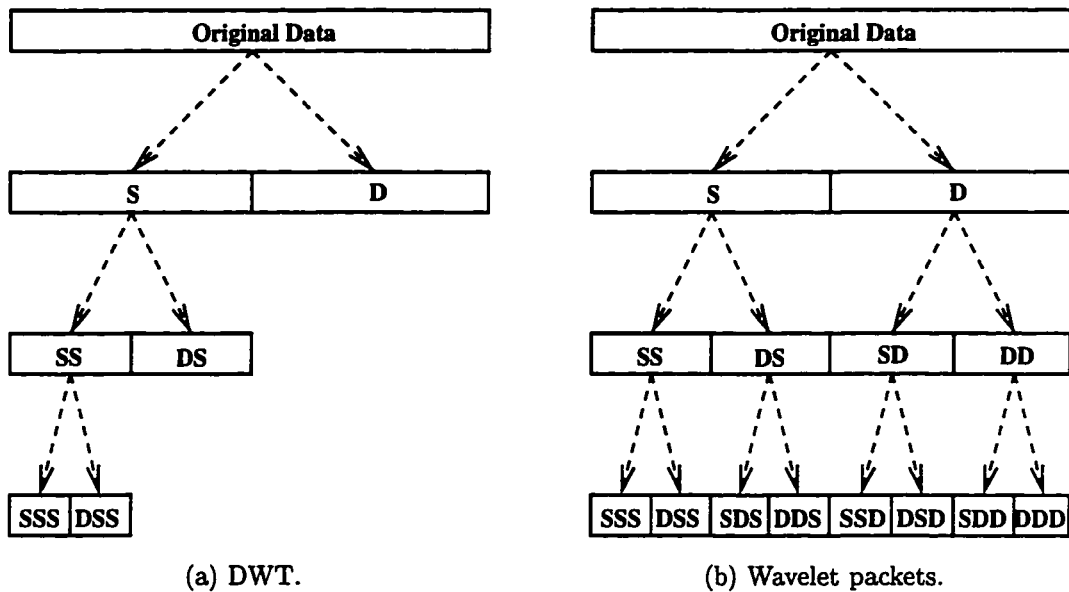 Original Data
S D
SS DS
SSS DSS
(a) DWT.
Original Data
S D
SS DS SD DD
SSS DSS SDS DDS SSD DSD SDD DDD
(b) Wavelet packets.